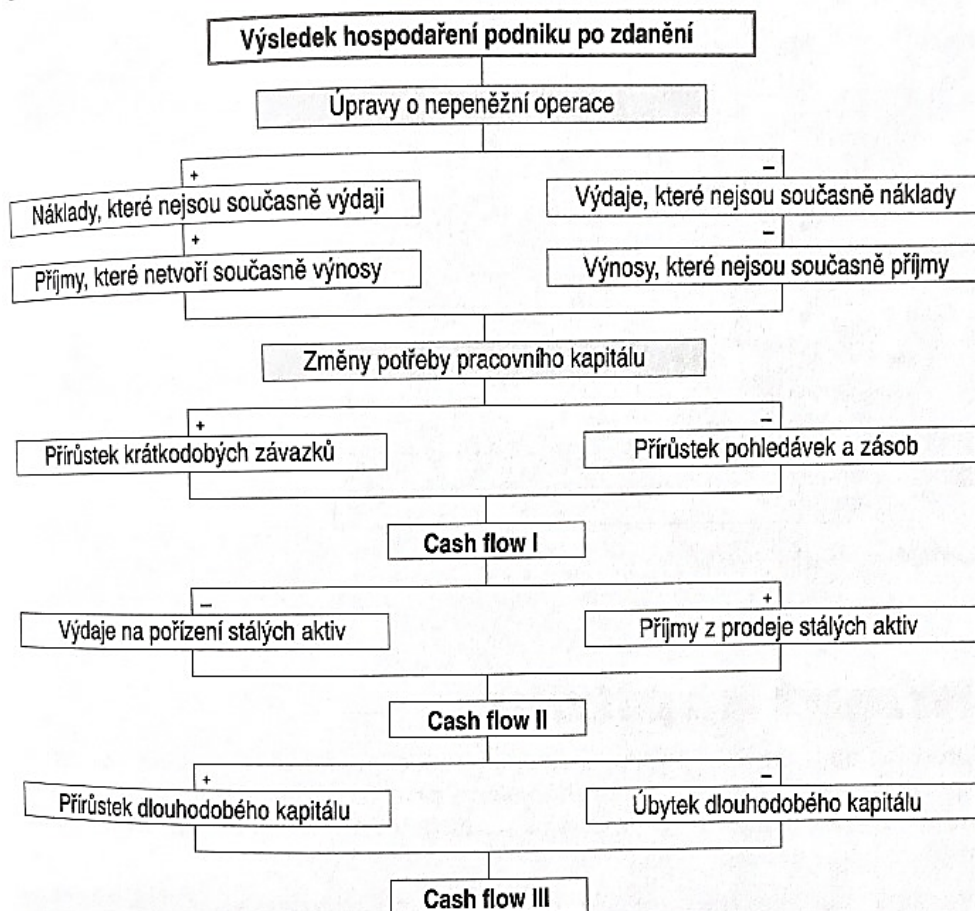 Výsledek hospodaření podniku po zdanění
Úpravy o nepeněžní operace
+
−
Náklady, které nejsou současně výdaji
Výdaje, které nejsou současně náklady
+
−
Příjmy, které netvoří současně výnosy
Výnosy, které nejsou současně příjmy
Změny potřeby pracovního kapitálu
+
−
Přírůstek krátkodobých závazků
Přírůstek pohledávek a zásob
Cash flow I
−
+
Výdaje na pořízení stálých aktiv
Příjmy z prodeje stálých aktiv
Cash flow II
+
−
Přírůstek dlouhodobého kapitálu
Úbytek dlouhodobého kapitálu
Cash flow III